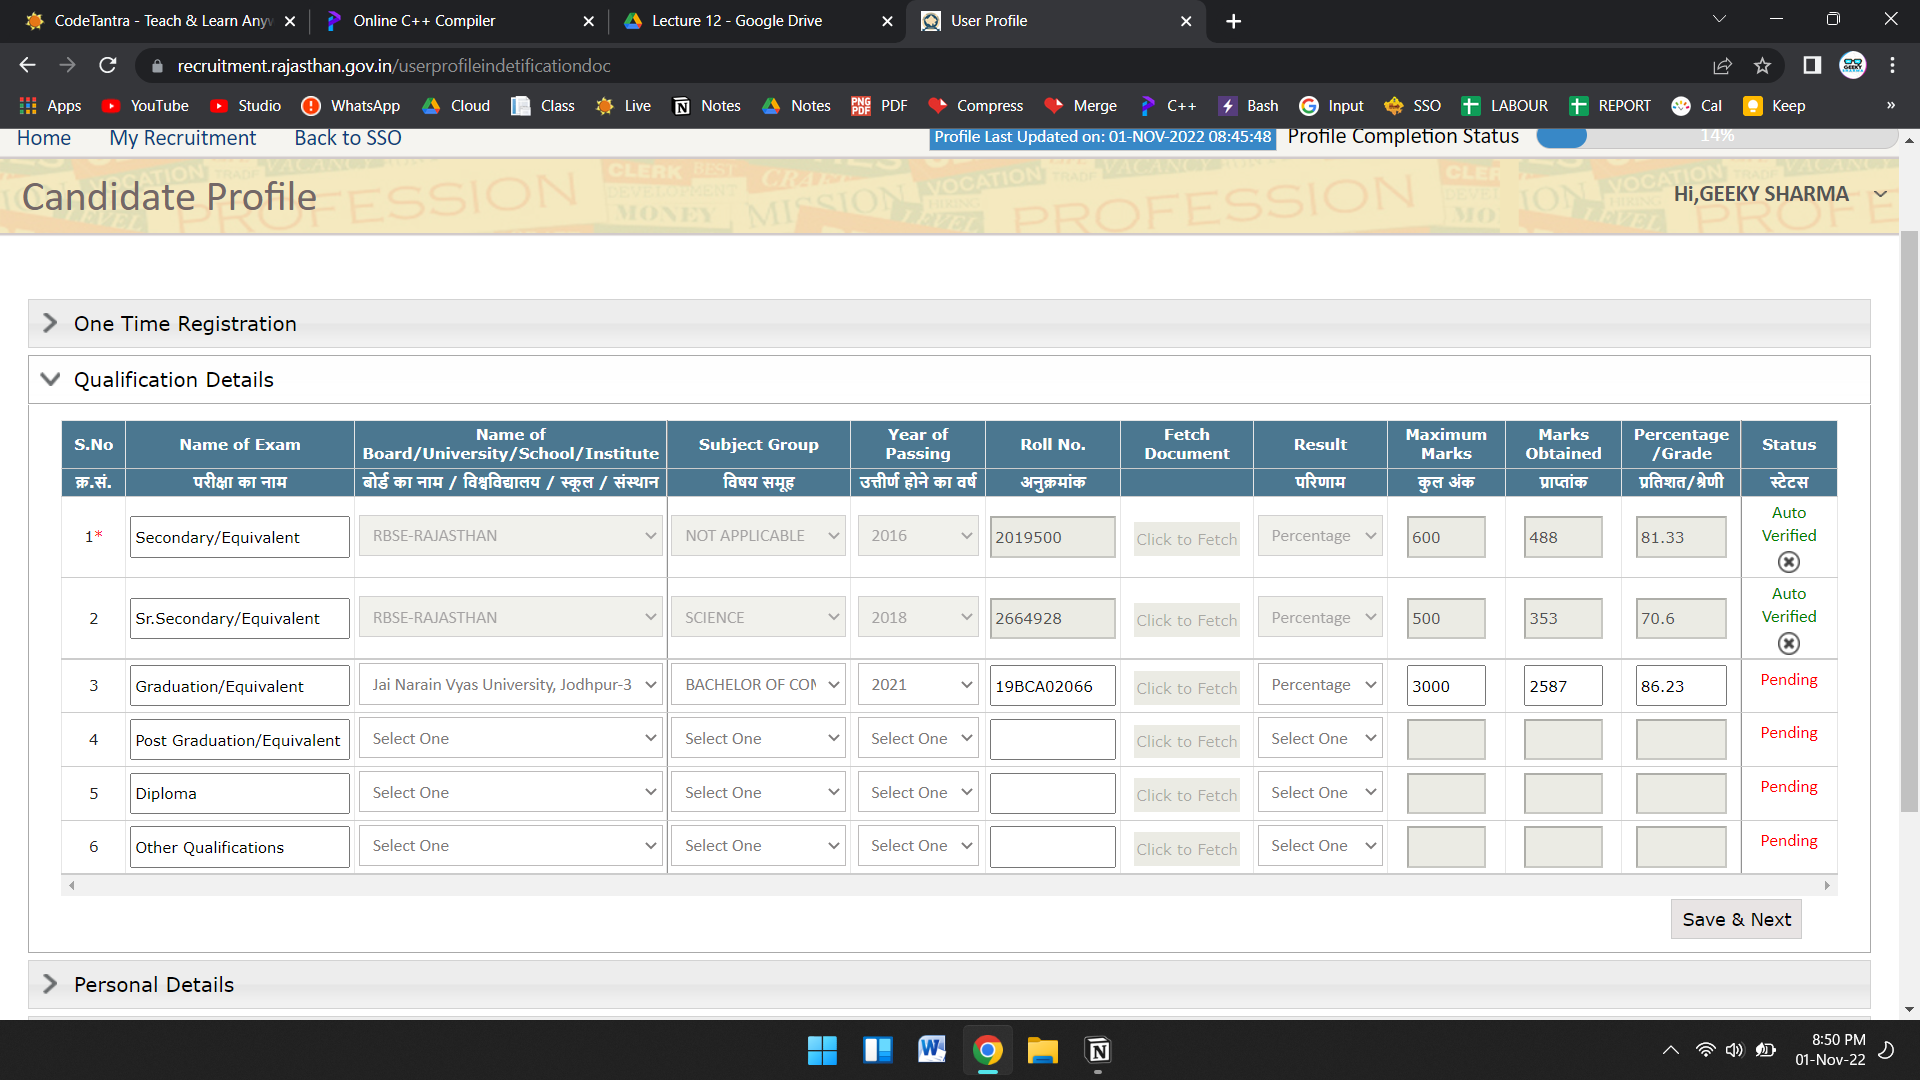 CodeTantra - Teach & Learn Any
Online C++ Compiler
Lecture 12 - Google Drive
User Profile
recruitment.rajasthan.gov.in/userprofileindetificationdoc
Apps YouTube Studio WhatsApp Cloud Class Live Notes Notes PDF Compress Merge C++ Bash Input SSO LABOUR REPORT Cal Keep »
Home My Recruitment Back to SSO Profile Last Updated on: 01-NOV-2022 08:45:48 Profile Completion Status 14%
Candidate Profile
Hi,GEEKY SHARMA
One Time Registration
Qualification Details
S.No Name of Exam Name of Board/University/School/Institute Subject Group Year of Passing Roll No. Fetch Document Result Maximum Marks Marks Obtained Percentage /Grade Status
क्र.सं. परीक्षा का नाम बोर्ड का नाम / विश्वविद्यालय / स्कूल / संस्थान विषय समूह उत्तीर्ण होने का वर्ष अनुक्रमांक परिणाम कुल अंक प्राप्तांक प्रतिशत/श्रेणी स्टेटस
1* Secondary/Equivalent RBSE-RAJASTHAN NOT APPLICABLE 2016 2019500 Click to Fetch Percentage 600 488 81.33 Auto Verified
2 Sr.Secondary/Equivalent RBSE-RAJASTHAN SCIENCE 2018 2664928 Click to Fetch Percentage 500 353 70.6 Auto Verified
3 Graduation/Equivalent Jai Narain Vyas University, Jodhpur-3 BACHELOR OF COM 2021 19BCA02066 Click to Fetch Percentage 3000 2587 86.23 Pending
4 Post Graduation/Equivalent Select One Select One Select One Click to Fetch Select One Pending
5 Diploma Select One Select One Select One Click to Fetch Select One Pending
6 Other Qualifications Select One Select One Select One Click to Fetch Select One Pending
Save & Next
Personal Details
8:50 PM
01-Nov-22